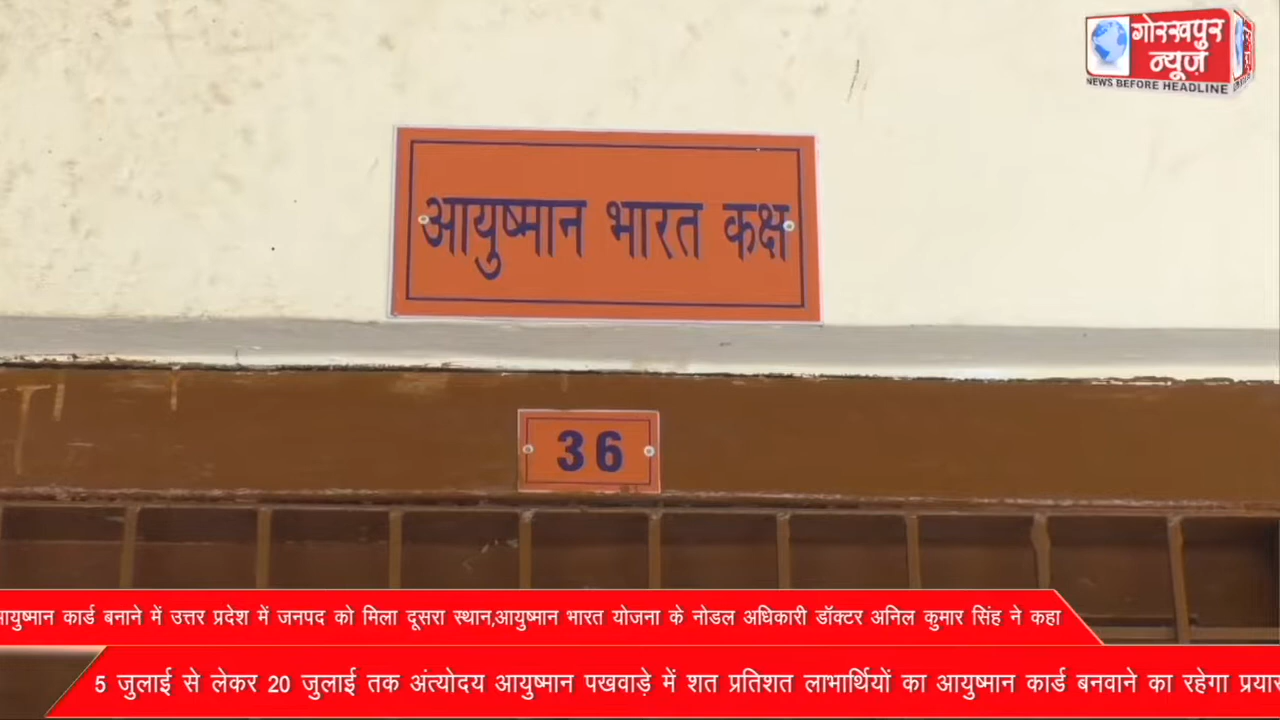 गोरखपुर
न्यूज़
NEWS BEFORE HEADLINE
आयुष्मान भारत कक्ष
36
आयुष्मान कार्ड बनाने में उत्तर प्रदेश में जनपद को मिला दूसरा स्थान,आयुष्मान भारत योजना के नोडल अधिकारी डॉक्टर अनिल कुमार सिंह ने कहा
5 जुलाई से लेकर 20 जुलाई तक अंत्योदय आयुष्मान पखवाड़े में शत प्रतिशत लाभार्थियों का आयुष्मान कार्ड बनवाने का रहेगा प्रयास